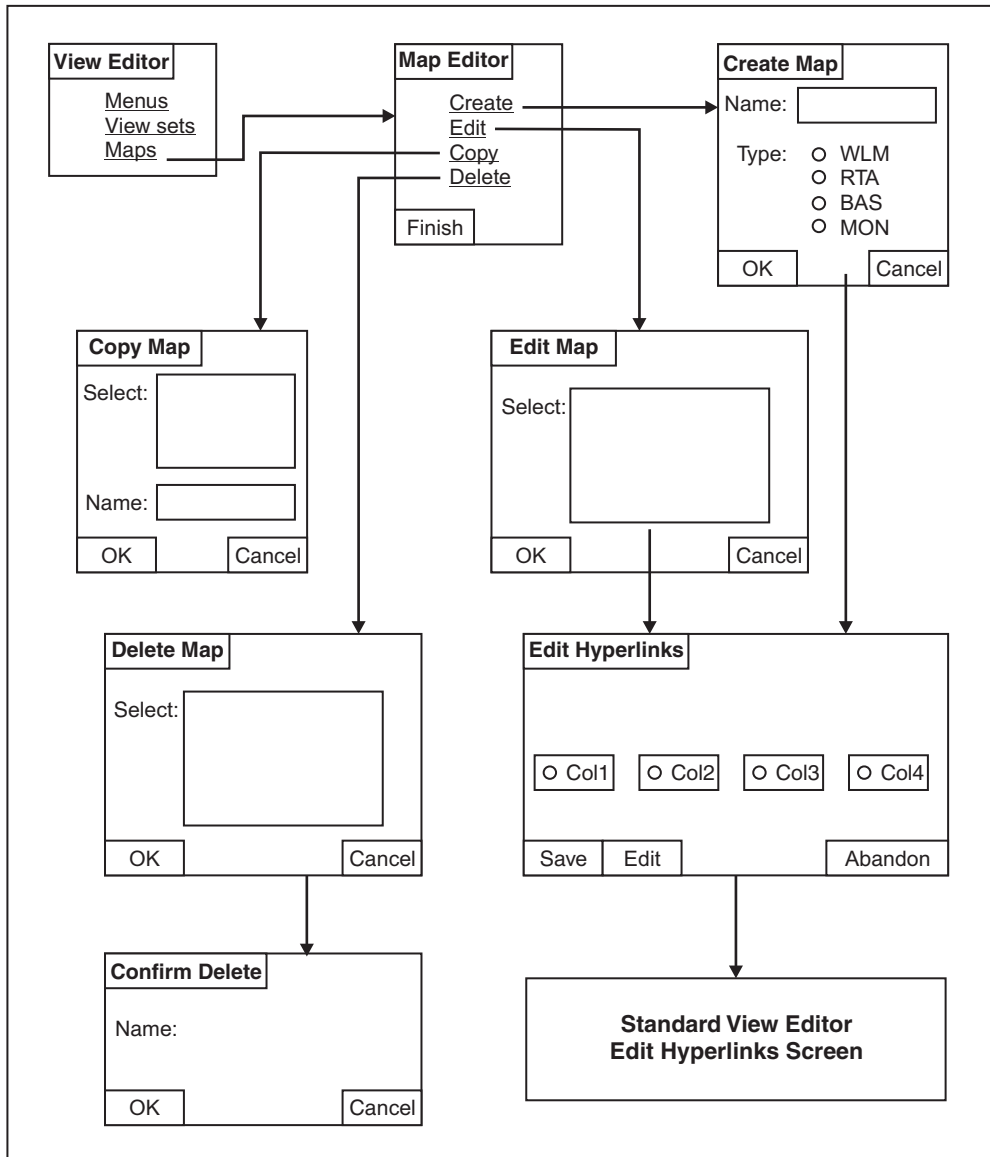 View Editor
Menus
View sets
Maps
Map Editor
Create
Edit
Copy
Delete
Finish
Create Map
Name:
Type:
WLM
RTA
BAS
MON
OK
Cancel
Copy Map
Select:
Name:
OK
Cancel
Edit Map
Select:
OK
Cancel
Delete Map
Select:
OK
Cancel
Edit Hyperlinks
Col1
Col2
Col3
Col4
Save
Edit
Abandon
Confirm Delete
Name:
OK
Cancel
Standard View Editor
Edit Hyperlinks Screen